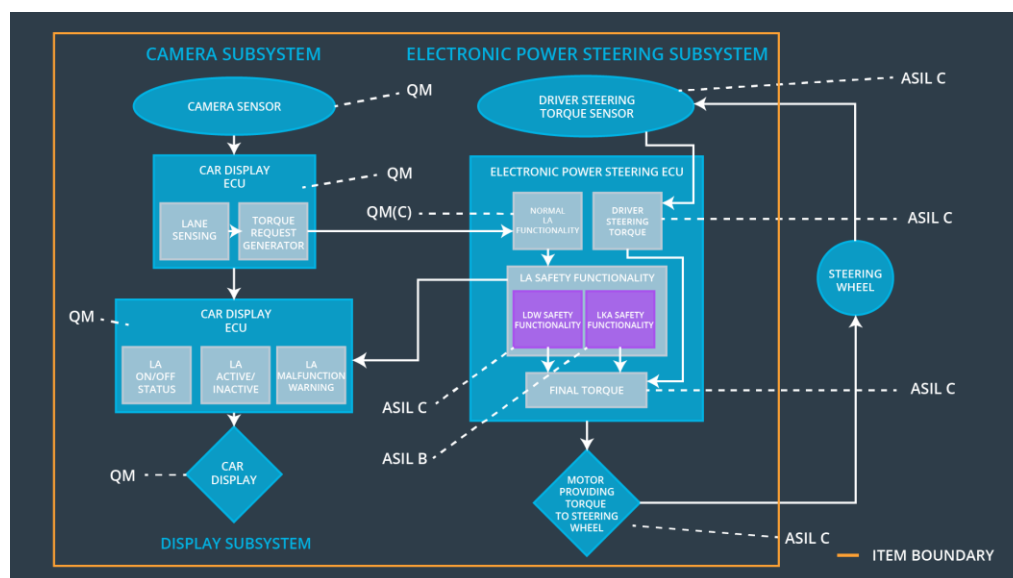 CAMERA SUBSYSTEM
ELECTRONIC POWER STEERING SUBSYSTEM
CAMERA SENSOR
QM
DRIVER STEERING
TORQUE SENSOR
ASIL C
CAR DISPLAY
ECU
QM
LANE
SENSING
TORQUE
REQUEST
GENERATOR
ELECTRONIC POWER STEERING ECU
QM(C)
NORMAL
LA
FUNCTIONALITY
DRIVER
STEERING
TORQUE
ASIL C
LA SAFETY FUNCTIONALITY
LDW SAFETY
FUNCTIONALITY
LKA SAFETY
FUNCTIONALITY
STEERING
WHEEL
QM
CAR DISPLAY
ECU
LA
ON/OFF
STATUS
LA
ACTIVE/
INACTIVE
LA
MALFUNCTION
WARNING
FINAL TORQUE
ASIL C
ASIL C
ASIL B
QM
CAR
DISPLAY
MOTOR
PROVIDING
TORQUE
TO STEERING
WHEEL
ASIL C
DISPLAY SUBSYSTEM
ITEM BOUNDARY